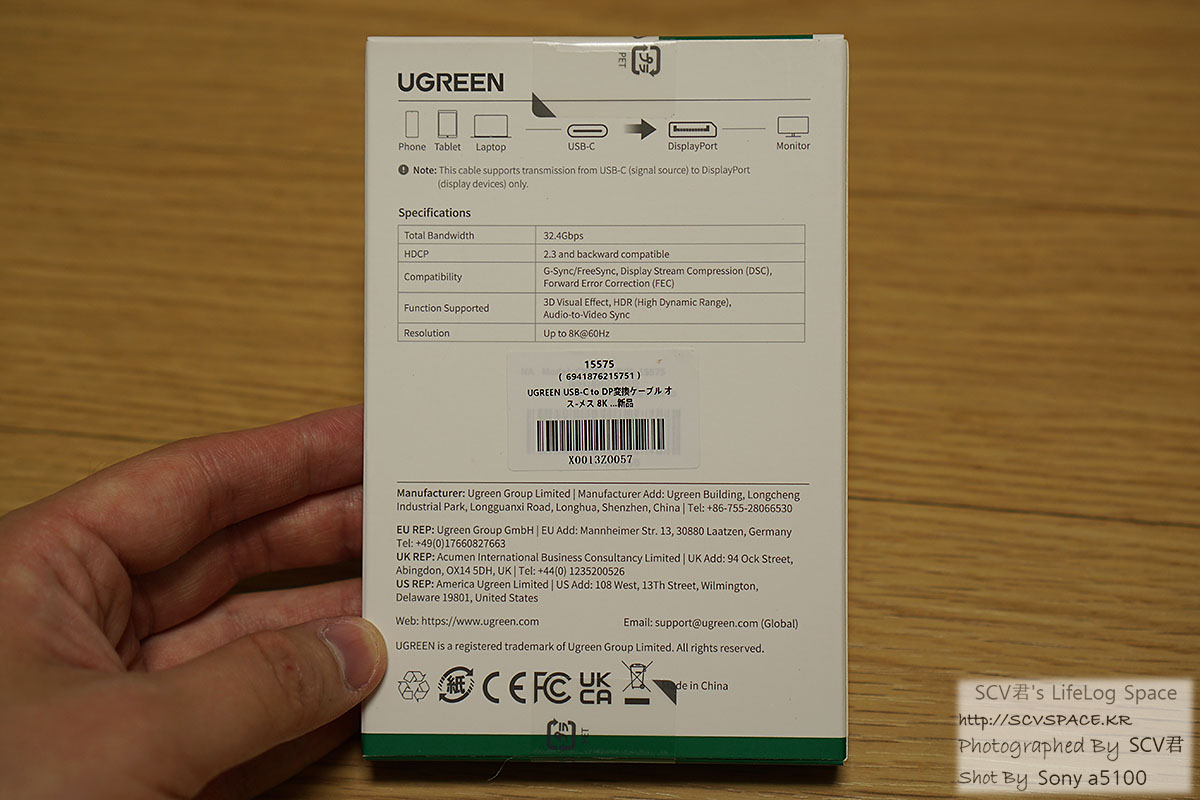 PET
UGREEN
Phone Tablet Laptop USB-C DisplayPort Monitor
Note: This cable supports transmission from USB-C (signal source) to DisplayPort
(display devices) only.
Specifications
Total Bandwidth 32.4Gbps
HDCP 2.3 and backward compatible
Compatibility G-Sync/FreeSync, Display Stream Compression (DSC),
Forward Error Correction (FEC)
Function Supported 3D Visual Effect, HDR (High Dynamic Range),
Audio-to-Video Sync
Resolution Up to 8K@60Hz
15575
( 6941876215751 )
UGREEN USB-C to DP変換ケーブル オ
ス-メス 8K ...新品
X0013Z0057
Manufacturer: Ugreen Group Limited | Manufacturer Add: Ugreen Building, Longcheng
Industrial Park, Longguanxi Road, Longhua, Shenzhen, China | Tel: +86-755-28066530
EU REP: Ugreen Group GmbH | EU Add: Mannheimer Str. 13, 30880 Laatzen, Germany
Tel: +49(0)17660827663
UK REP: Acumen International Business Consultancy Limited | UK Add: 94 Ock Street,
Abingdon, OX14 5DH, UK | Tel: +44(0) 1235200526
US REP: America Ugreen Limited | US Add: 108 West, 13Th Street, Wilmington,
Delaware 19801, United States
Web: https://www.ugreen.com Email: support@ugreen.com (Global)
UGREEN is a registered trademark of Ugreen Group Limited. All rights reserved.
紙 CE FC UK CA de in China
SCV君's LifeLog Space
http://SCVSPACE.KR
Photographed By SCV君
Shot By Sony a5100